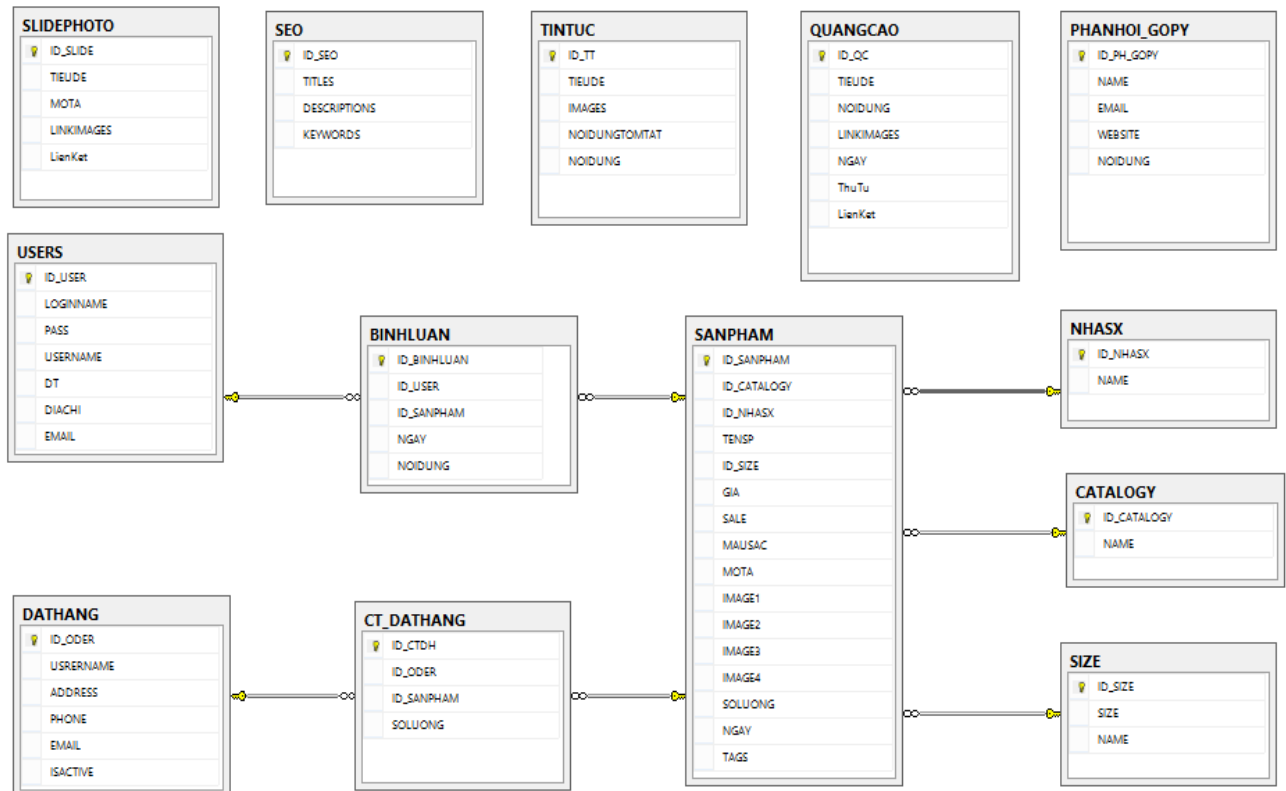 SLIDEPHOTO
ID_SLIDE
TIEUDE
MOTA
LINKIMAGES
LienKet
SEO
ID_SEO
TITLES
DESCRIPTIONS
KEYWORDS
TINTUC
ID_TT
TIEUDE
IMAGES
NOIDUNGTOMTAT
NOIDUNG
QUANGCAO
ID_QC
TIEUDE
NOIDUNG
LINKIMAGES
NGAY
ThuTu
LienKet
PHANHOI_GOPY
ID_PH_GOPY
NAME
EMAIL
WEBSITE
NOIDUNG
USERS
ID_USER
LOGINNAME
PASS
USERNAME
DT
DIACHI
EMAIL
BINHLUAN
ID_BINHLUAN
ID_USER
ID_SANPHAM
NGAY
NOIDUNG
SANPHAM
ID_SANPHAM
ID_CATALOGY
ID_NHASX
TENSP
ID_SIZE
GIA
SALE
MAUSAC
MOTA
IMAGE1
IMAGE2
IMAGE3
IMAGE4
SOLUONG
NGAY
TAGS
NHASX
ID_NHASX
NAME
CATALOGY
ID_CATALOGY
NAME
DATHANG
ID_ODER
USRERNAME
ADDRESS
PHONE
EMAIL
ISACTIVE
CT_DATHANG
ID_CTDH
ID_ODER
ID_SANPHAM
SOLUONG
SIZE
ID_SIZE
SIZE
NAME